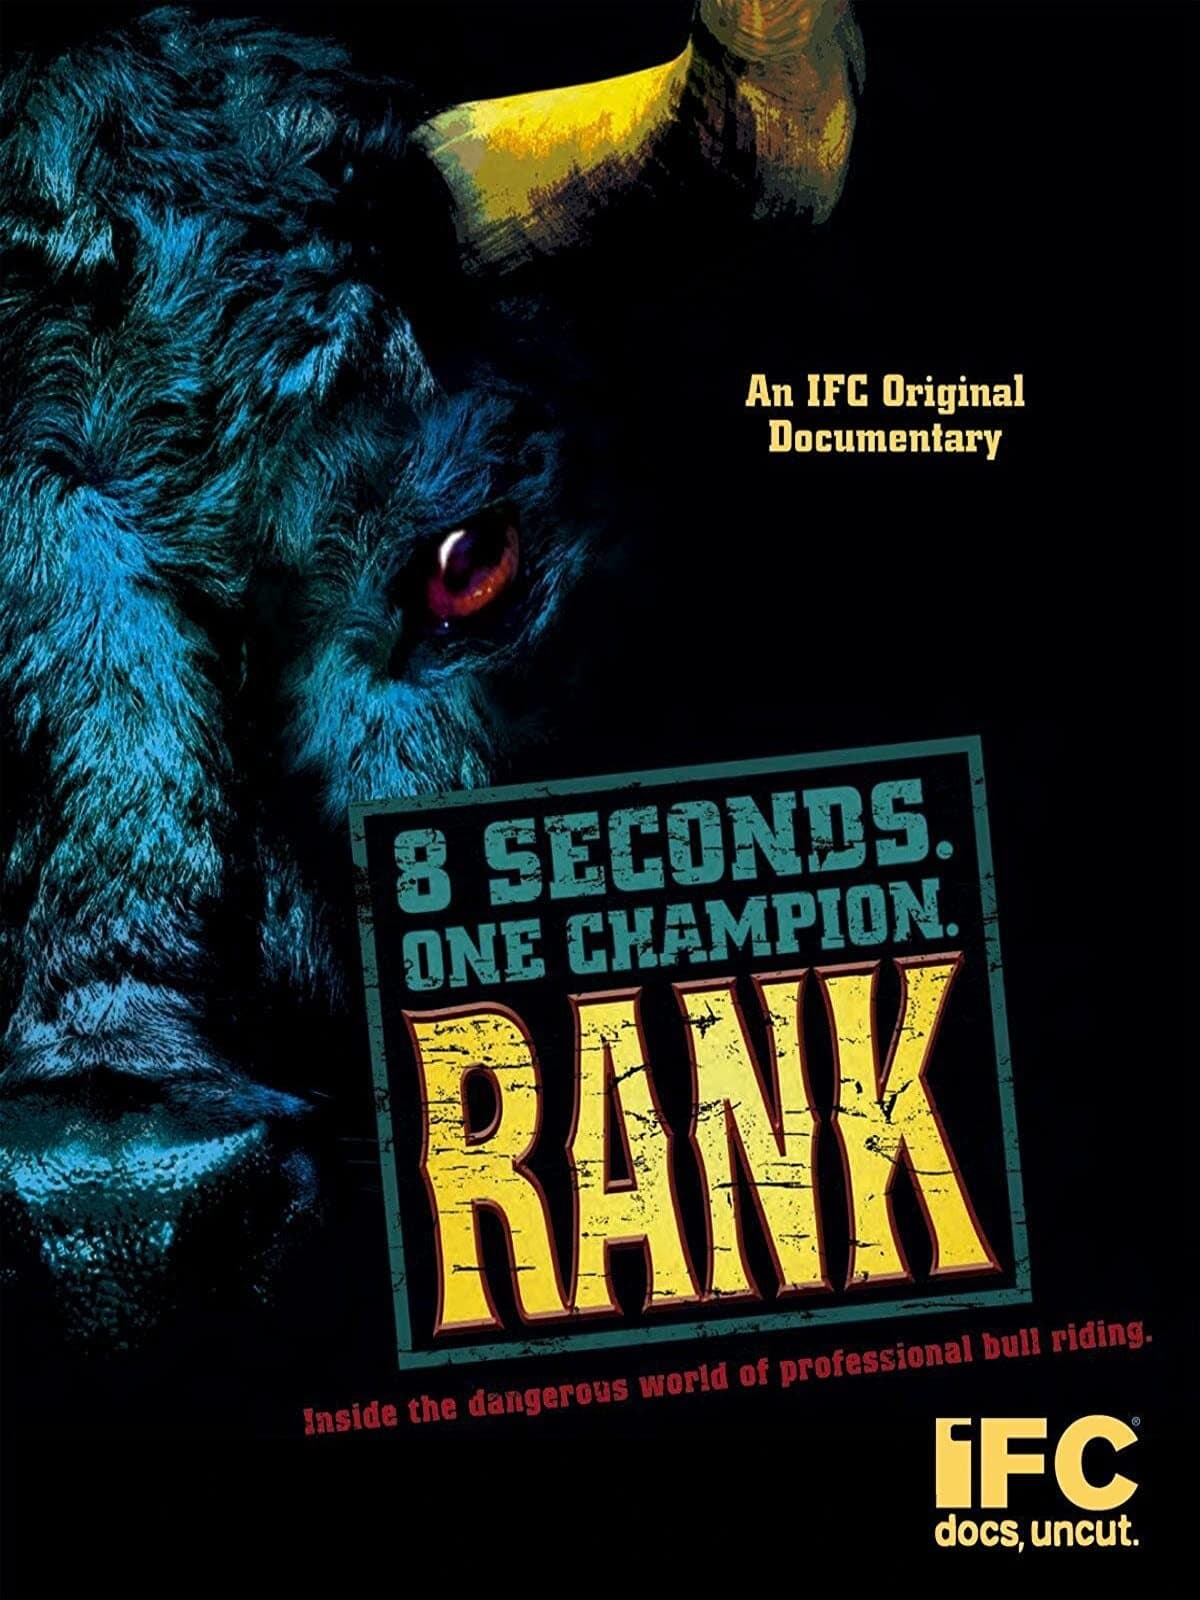 An IFC Original
Documentary
8 SECONDS.
ONE CHAMPION.
RANK
Inside the dangerous world of professional bull riding.
iFC®
docs, uncut.